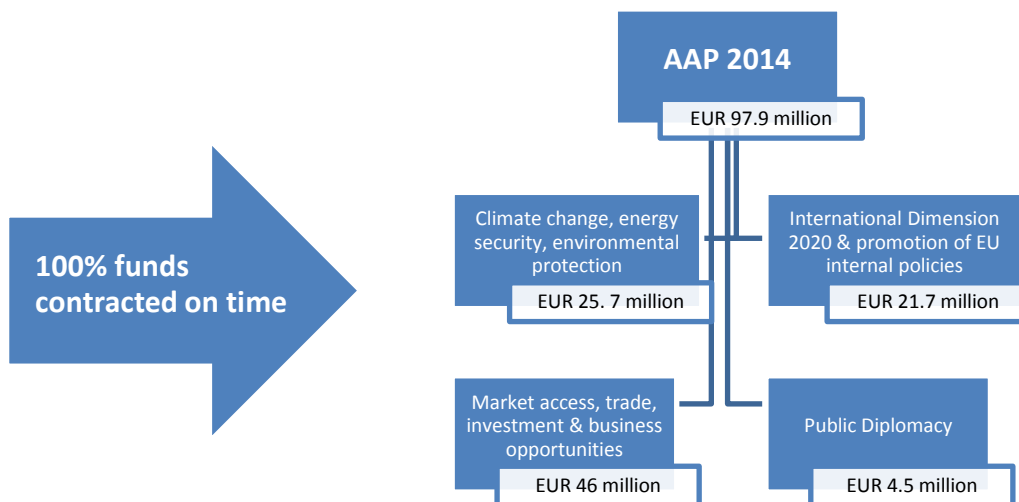 AAP 2014
EUR 97.9 million
100% funds
contracted on time
Climate change, energy
security, environmental
protection
EUR 25. 7 million
International Dimension
2020 & promotion of EU
internal policies
EUR 21.7 million
Market access, trade,
investment & business
opportunities
EUR 46 million
Public Diplomacy
EUR 4.5 million